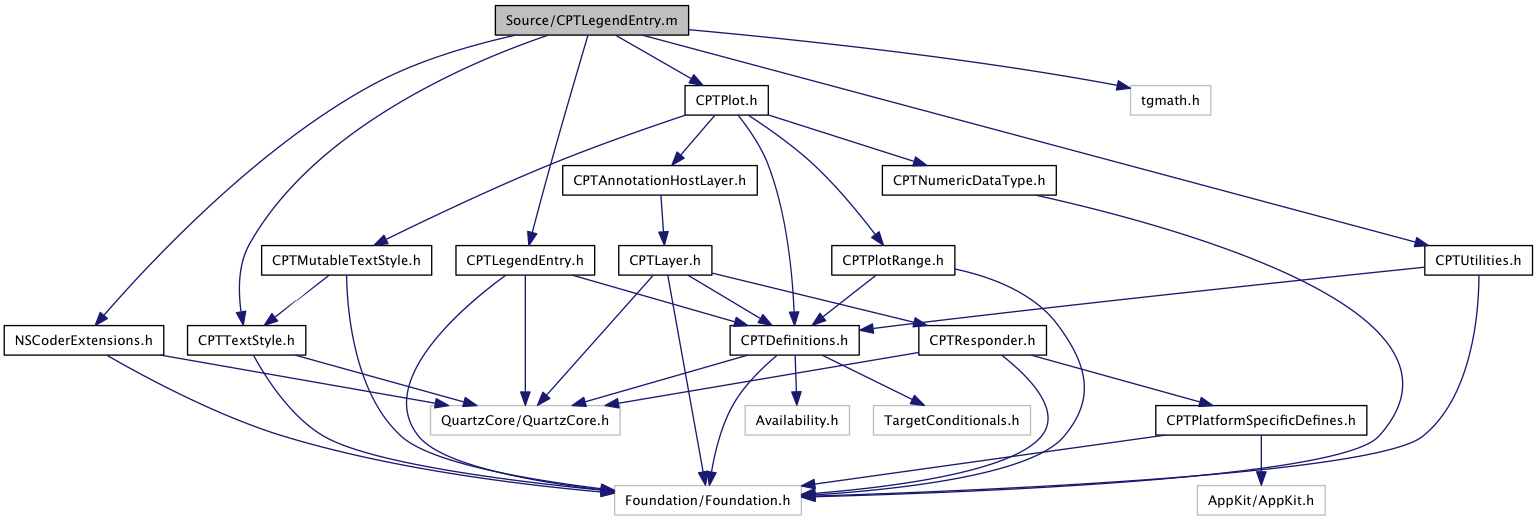 Source/CPTLegendEntry.m
CPTPlot.h
tgmath.h
CPTAnnotationHostLayer.h
CPTNumericDataType.h
CPTMutableTextStyle.h
CPTLegendEntry.h
CPTLayer.h
CPTPlotRange.h
CPTUtilities.h
NSCoderExtensions.h
CPTTextStyle.h
CPTDefinitions.h
CPTResponder.h
QuartzCore/QuartzCore.h
Availability.h
TargetConditionals.h
CPTPlatformSpecificDefines.h
Foundation/Foundation.h
AppKit/AppKit.h